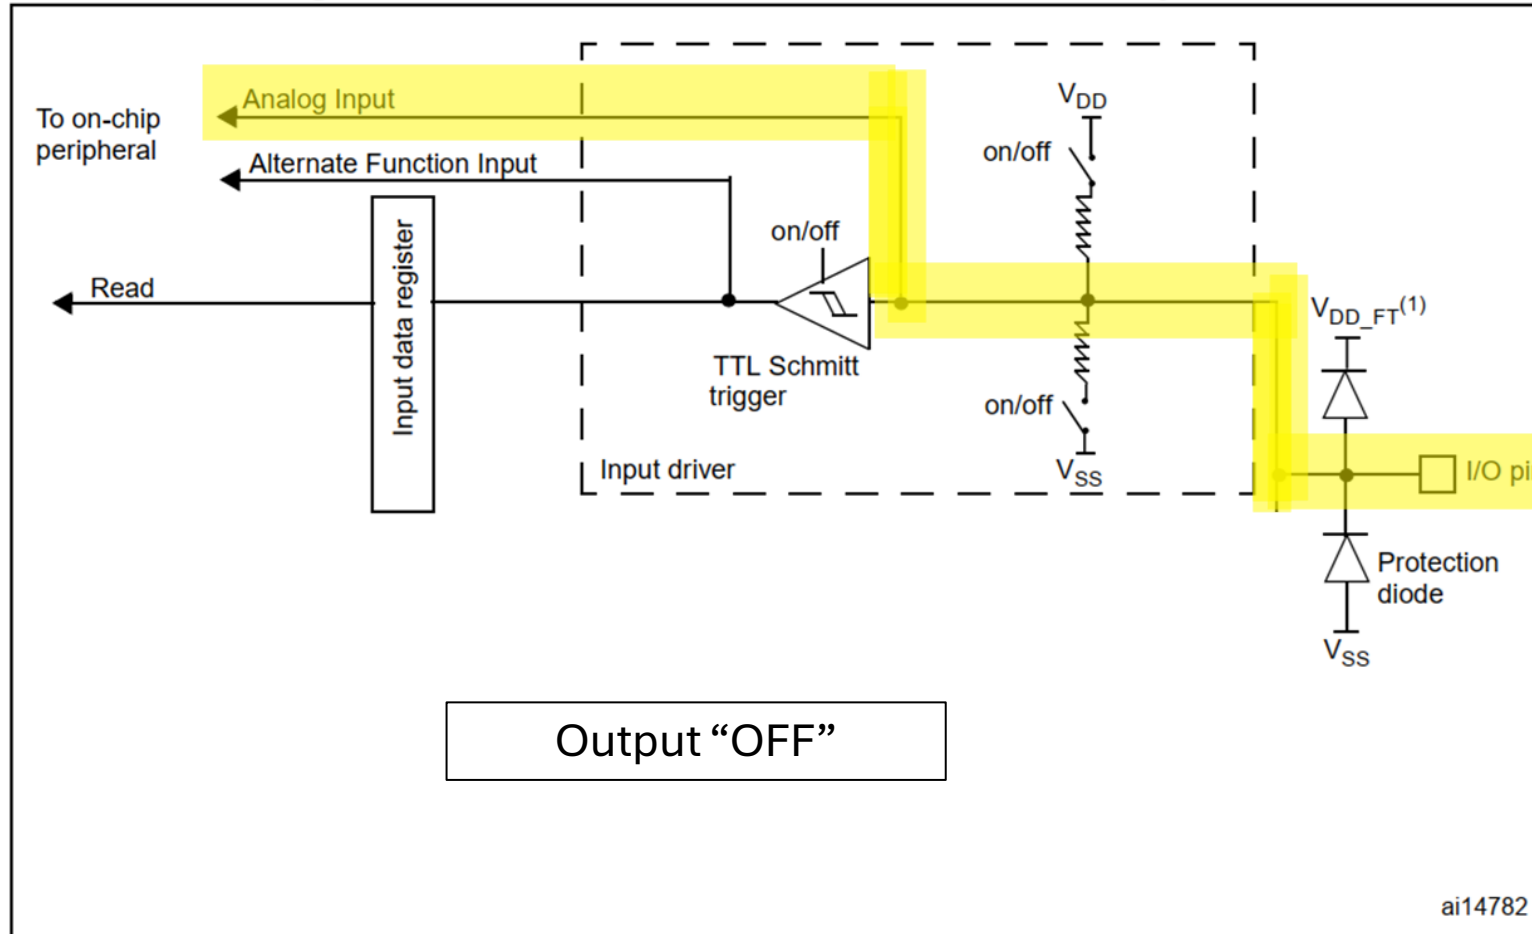 Analog Input
To on-chip
peripheral
Alternate Function Input
Read
Input data register
on/off
TTL Schmitt
trigger
Input driver
VDD
on/off
on/off
VSS
VDD_FT(1)
I/O pi
Protection
diode
VSS
Output “OFF”
ai14782